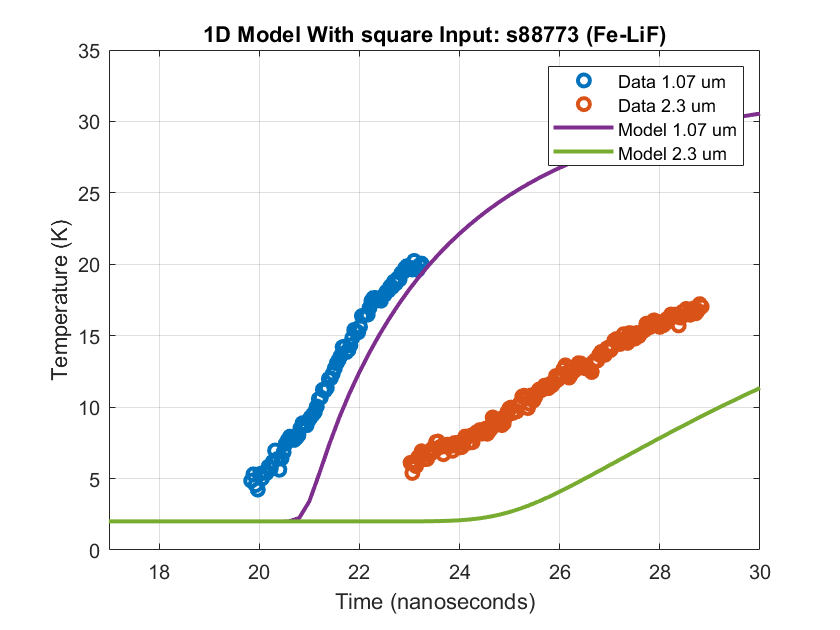 1D Model With square Input: s88773 (Fe-LiF)
35
30
25
20
15
10
5
0
Temperature (K)
Data 1.07 um
Data 2.3 um
Model 1.07 um
Model 2.3 um
18 20 22 24 26 28 30
Time (nanoseconds)